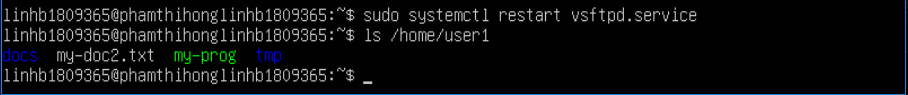 linhb1809365@phamthihonglinhb1809365:~$ sudo systemctl restart vsftpd.service
linhb1809365@phamthihonglinhb1809365:~$ ls /home/user1
docs  my-doc2.txt  my-prog  tmp
linhb1809365@phamthihonglinhb1809365:~$ _